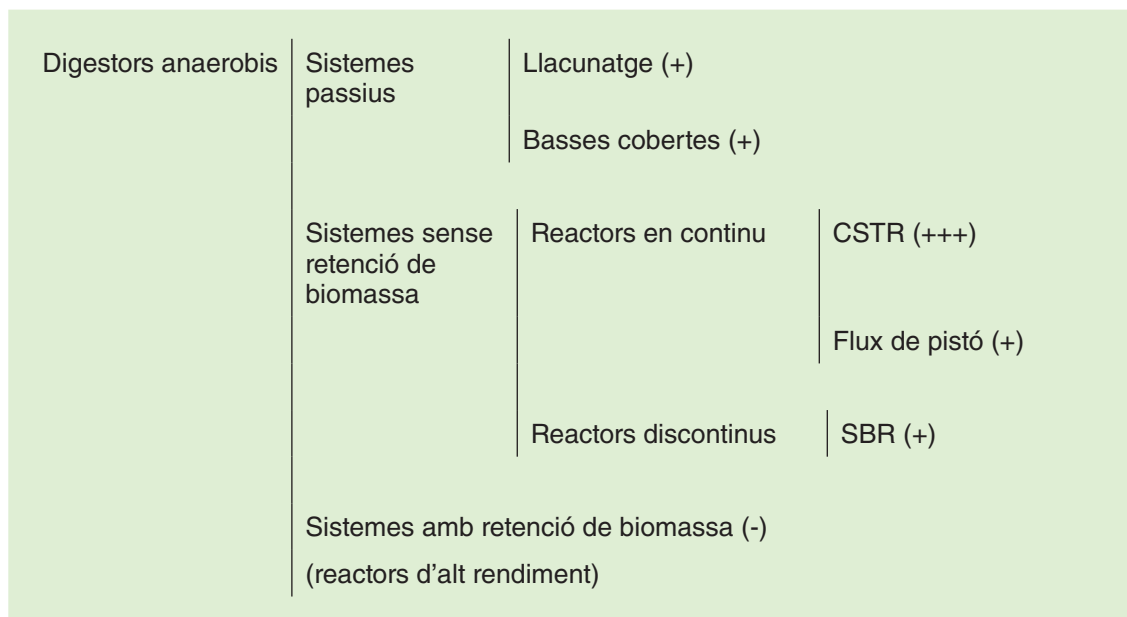 Digestors anaerobis
Sistemes
passius
Llacunatge (+)
Basses cobertes (+)
Sistemes sense
retenció de
biomassa
Reactors en continu
CSTR (+++)
Flux de pistó (+)
Reactors discontinus
SBR (+)
Sistemes amb retenció de biomassa (-)
(reactors d’alt rendiment)